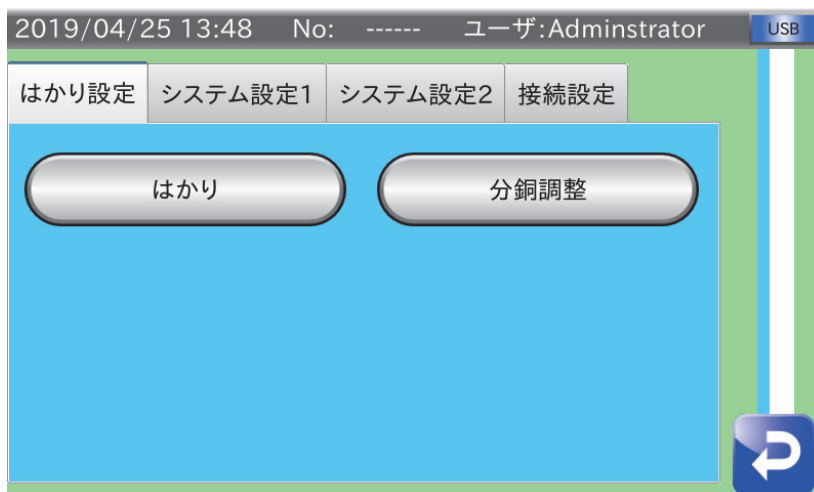 2019/04/25 13:48 No: ------ ユーザ:Adminstrator USB
はかり設定 システム設定1 システム設定2 接続設定
はかり 分銅調整